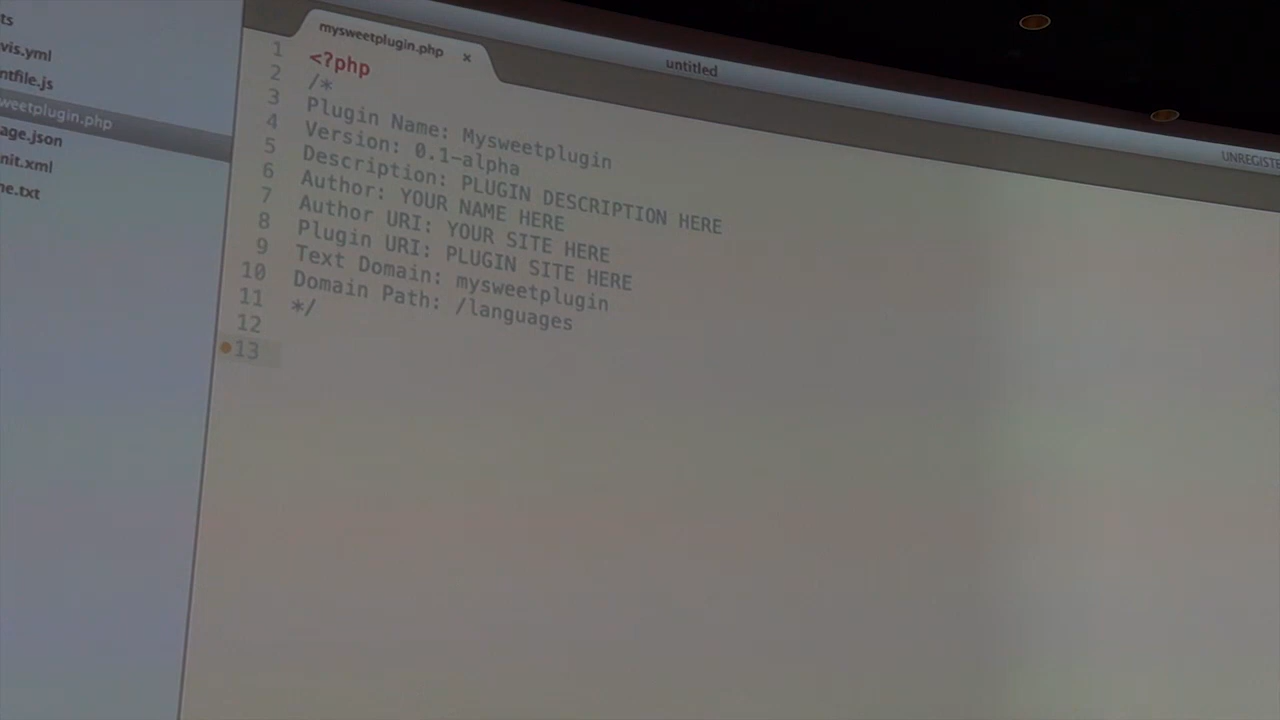 ts
vis.yml
ntfile.js
weetplugin.php
age.json
nit.xml
ne.txt
mysweetplugin.php ×
untitled
UNREGISTE
1 <?php
2 /*
3 Plugin Name: Mysweetplugin
4 Version: 0.1-alpha
5 Description: PLUGIN DESCRIPTION HERE
6 Author: YOUR NAME HERE
7 Author URI: YOUR SITE HERE
8 Plugin URI: PLUGIN SITE HERE
9 Text Domain: mysweetplugin
10 Domain Path: /languages
11 */
12
13